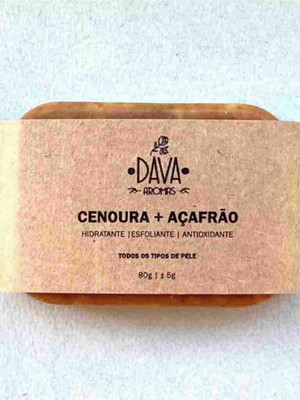 DAVA
AROMAS
CENOURA + AÇAFRÃO
HIDRATANTE | ESFOLIANTE | ANTIOXIDANTE
TODOS OS TIPOS DE PELE
80g | ± 5g